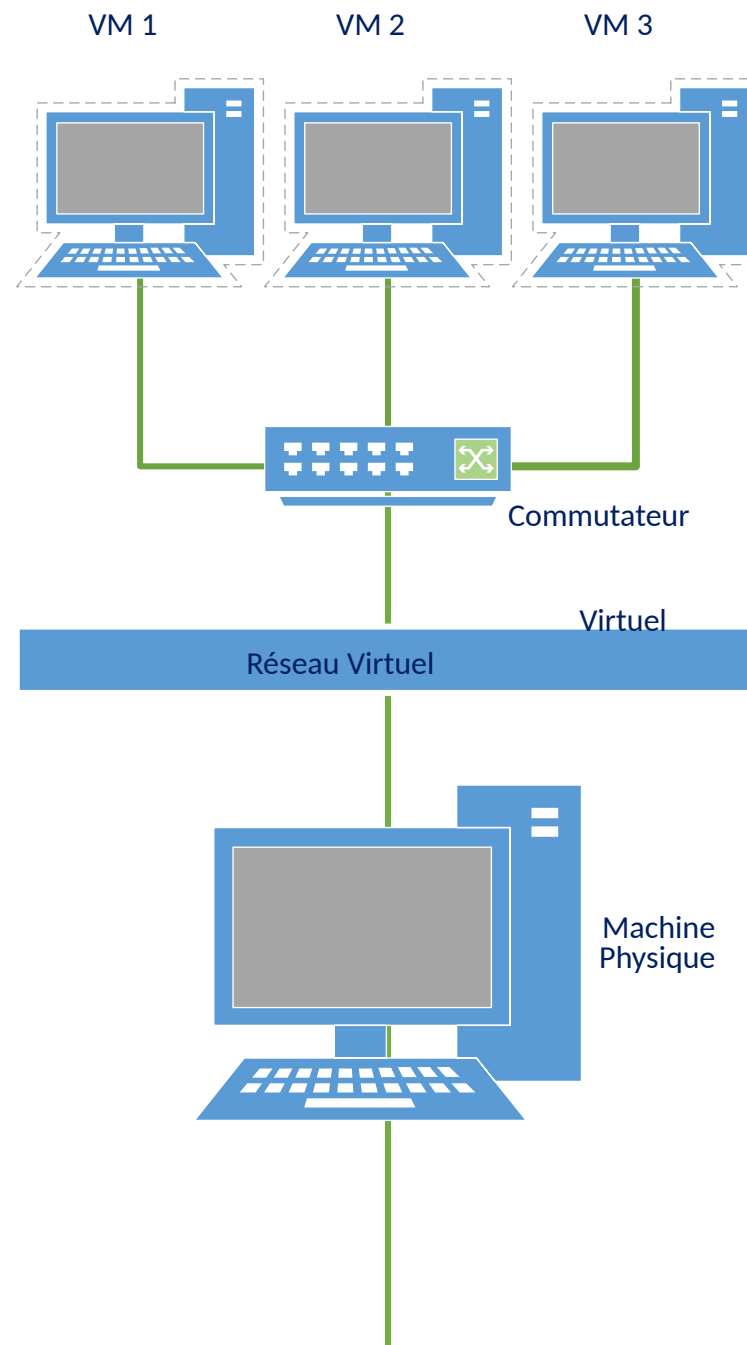 VM 1
VM 2
VM 3
Commutateur
Virtuel
Réseau Virtuel
Machine
Physique